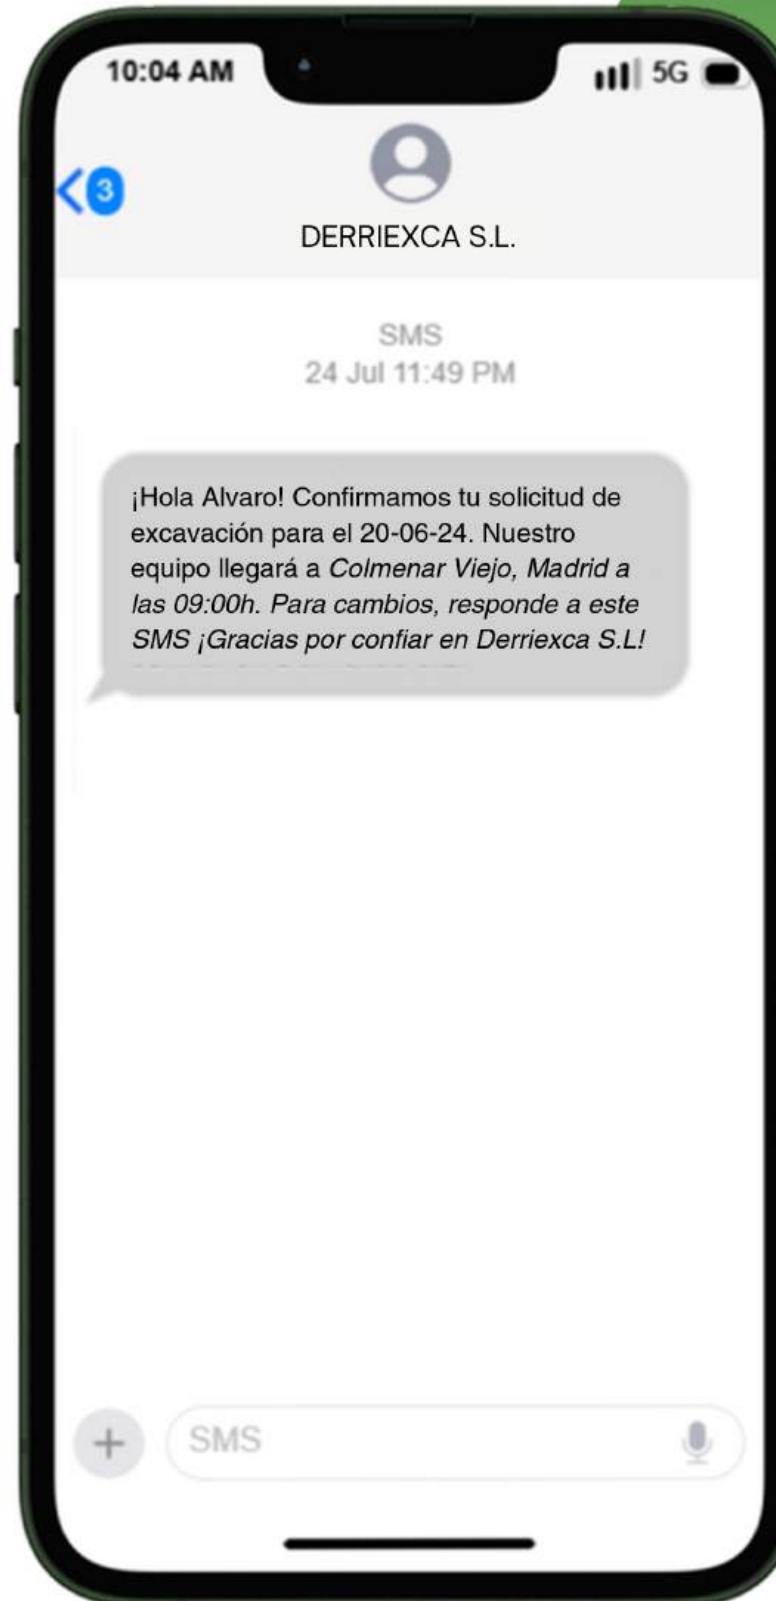 10:04 AM
5G
3
DERRIEXCA S.L.
SMS
24 Jul 11:49 PM
¡Hola Alvaro! Confirmamos tu solicitud de
excavación para el 20-06-24. Nuestro
equipo llegará a Colmenar Viejo, Madrid a
las 09:00h. Para cambios, responde a este
SMS ¡Gracias por confiar en Derriexca S.L!
SMS